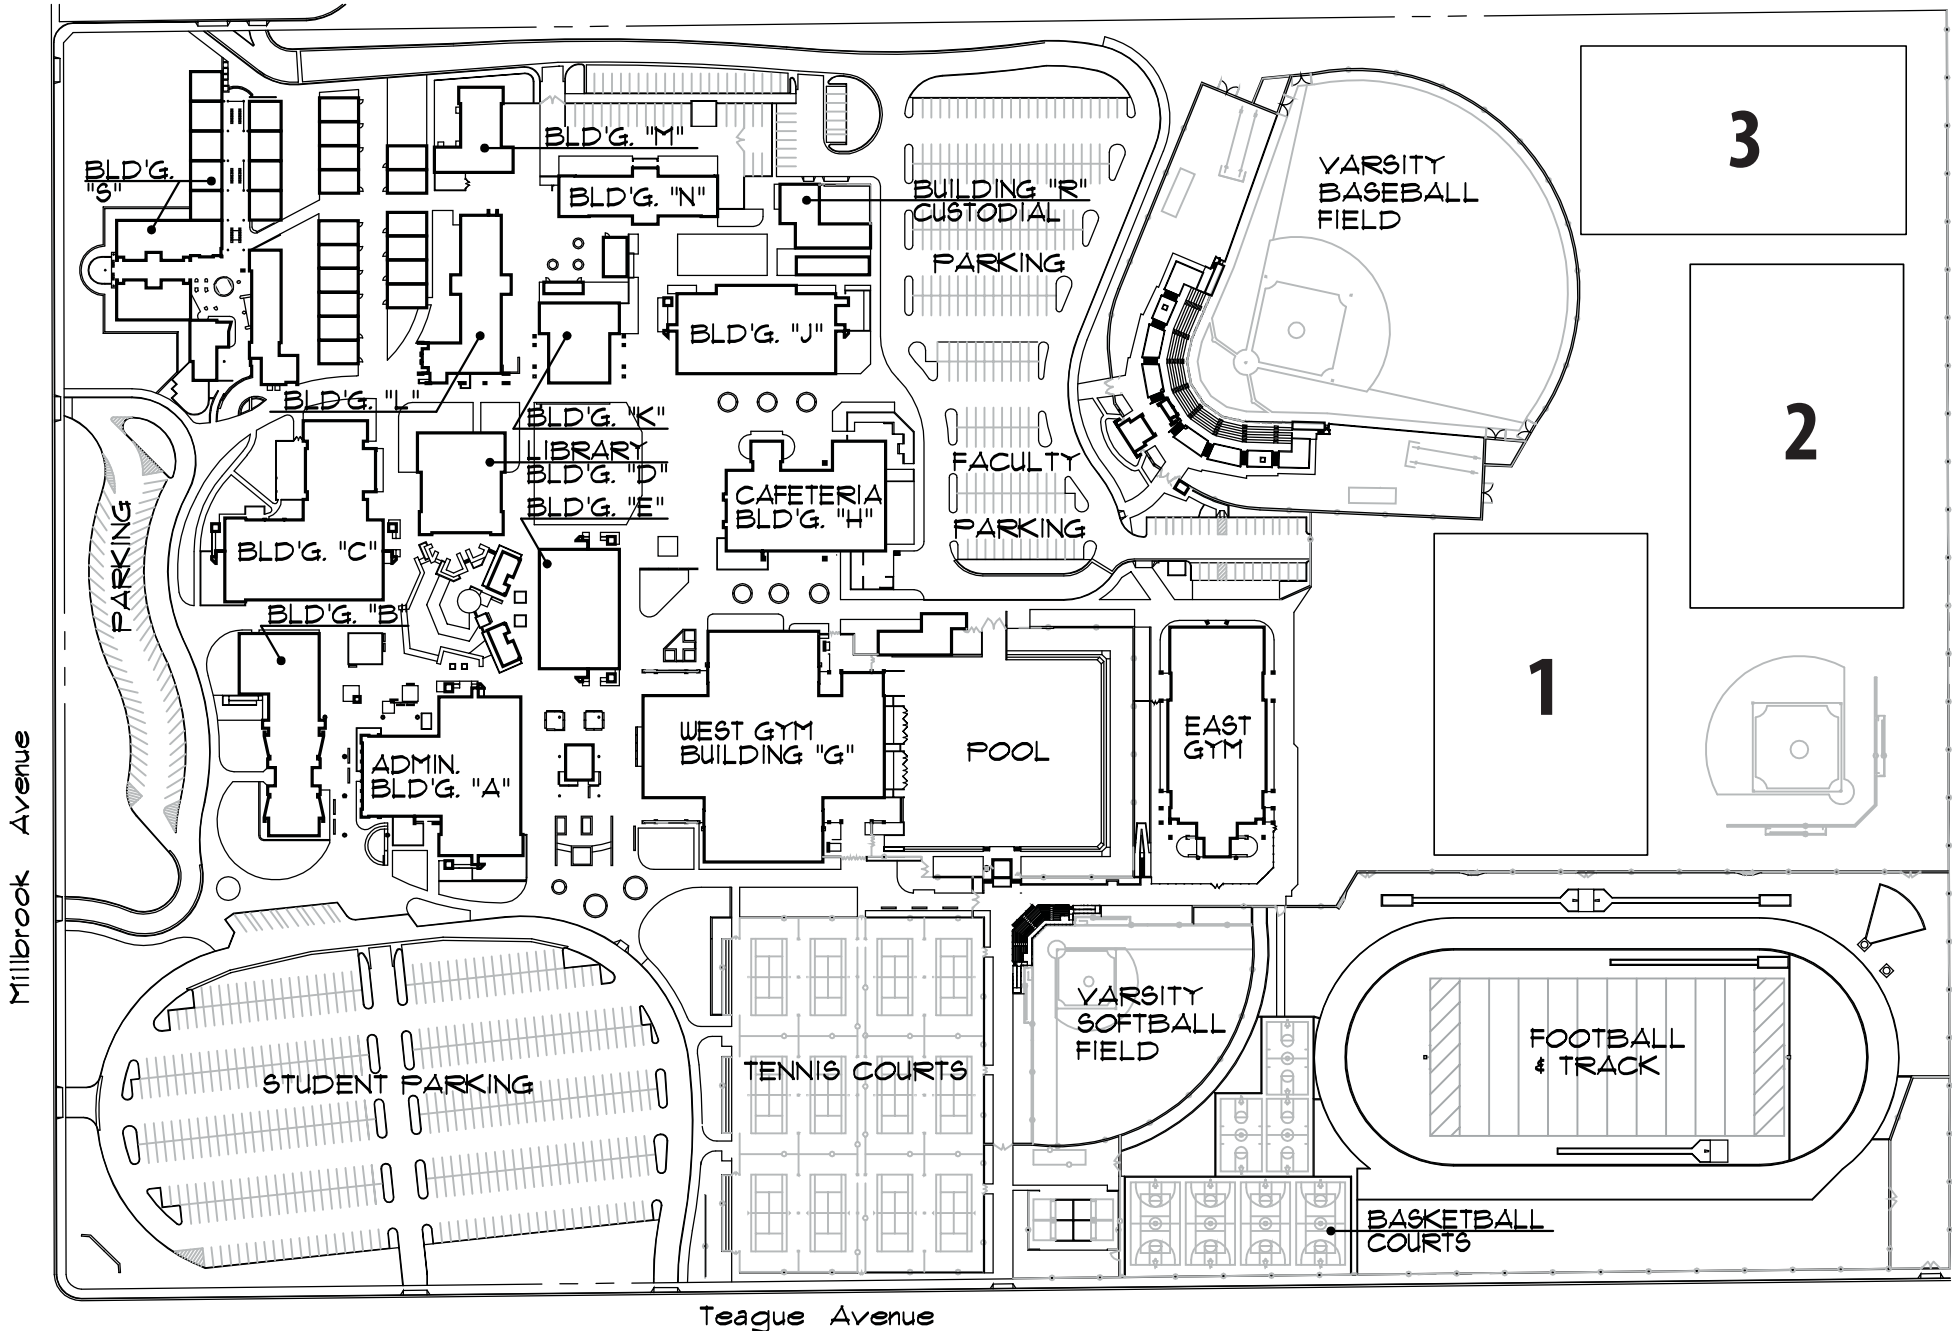 3
VARSITY
BASEBALL
FIELD
BLD'G. "M"
BLD'G.
"S"
BLD'G. "N"
BUILDING "R"
CUSTODIAL
PARKING
BLD'G. "J"
BLD'G. "L"
BLD'G. "K"
LIBRARY
BLD'G. "D"
BLD'G. "E"
2
FACULTY
PARKING
CAFETERIA
BLD'G. "H"
PARKING
BLD'G. "C"
BLD'G. "B"
1
WEST GYM
BUILDING "G"
POOL
EAST
GYM
ADMIN.
BLD'G. "A"
Millbrook Avenue
VARSITY
SOFTBALL
FIELD
FOOTBALL
& TRACK
STUDENT PARKING
TENNIS COURTS
BASKETBALL
COURTS
Teague Avenue